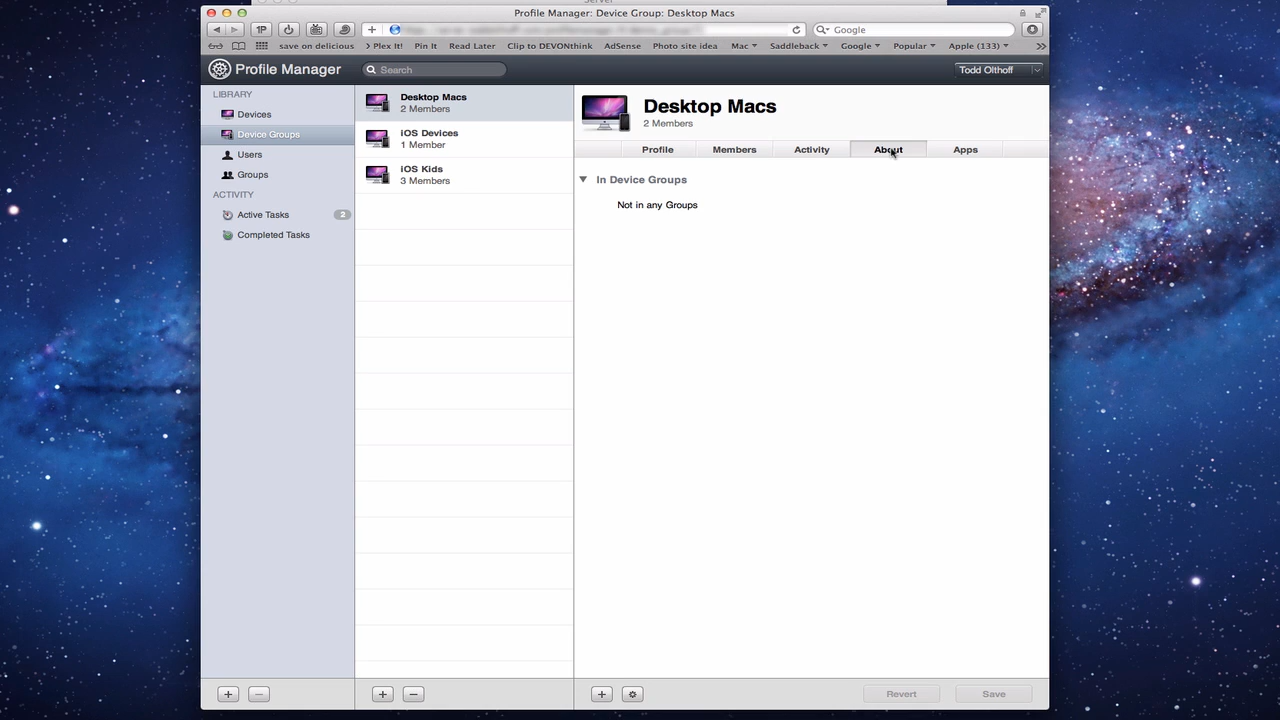 Server
Profile Manager: Device Group: Desktop Macs
1P
Google
save on delicious > Plex It! Pin It Read Later Clip to DEVONthink AdSense Photo site idea Mac Saddleback Google Popular Apple (133)
Profile Manager
Search
Todd Olthoff
LIBRARY
Devices
Device Groups
Users
Groups
ACTIVITY
Active Tasks 2
Completed Tasks
Desktop Macs
2 Members
iOS Devices
1 Member
iOS Kids
3 Members
Desktop Macs
2 Members
Profile Members Activity About Apps
In Device Groups
Not in any Groups
Revert Save